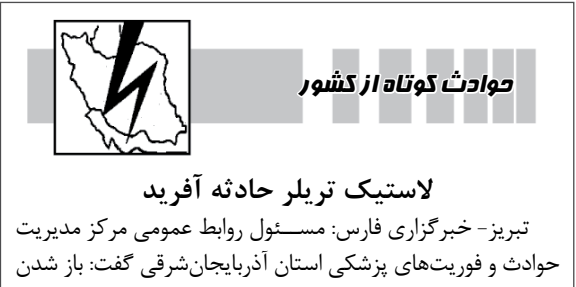 حوادث کوتاه از کشور
لاستیک تریلر حادثه آفرید
تبریز- خبرگزاری فارس: مسـئول روابط عمومی مرکز مدیریت
حوادث و فوریت‌های پزشکی استان آذربایجان‌شرقی گفت: باز شدن